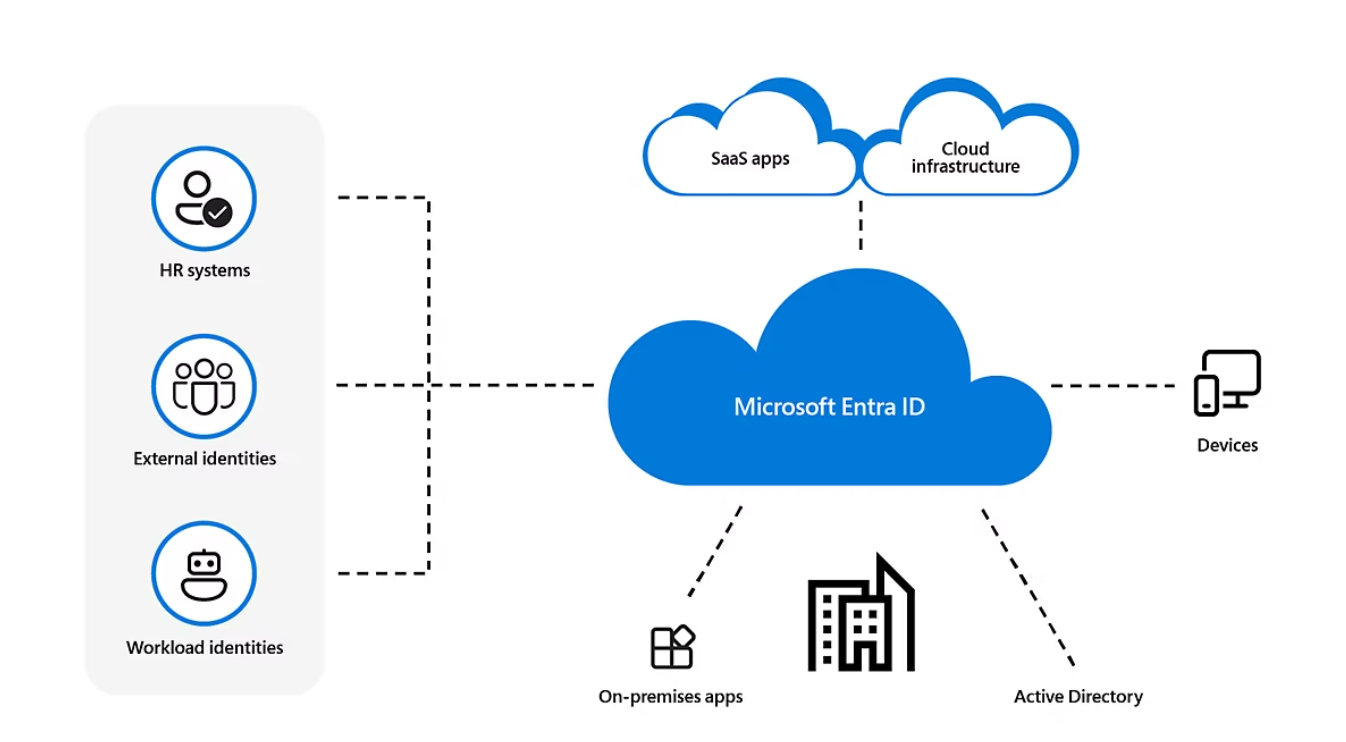 HR systems
External identities
Workload identities
SaaS apps
Cloud
infrastructure
Microsoft Entra ID
Devices
On-premises apps
Active Directory